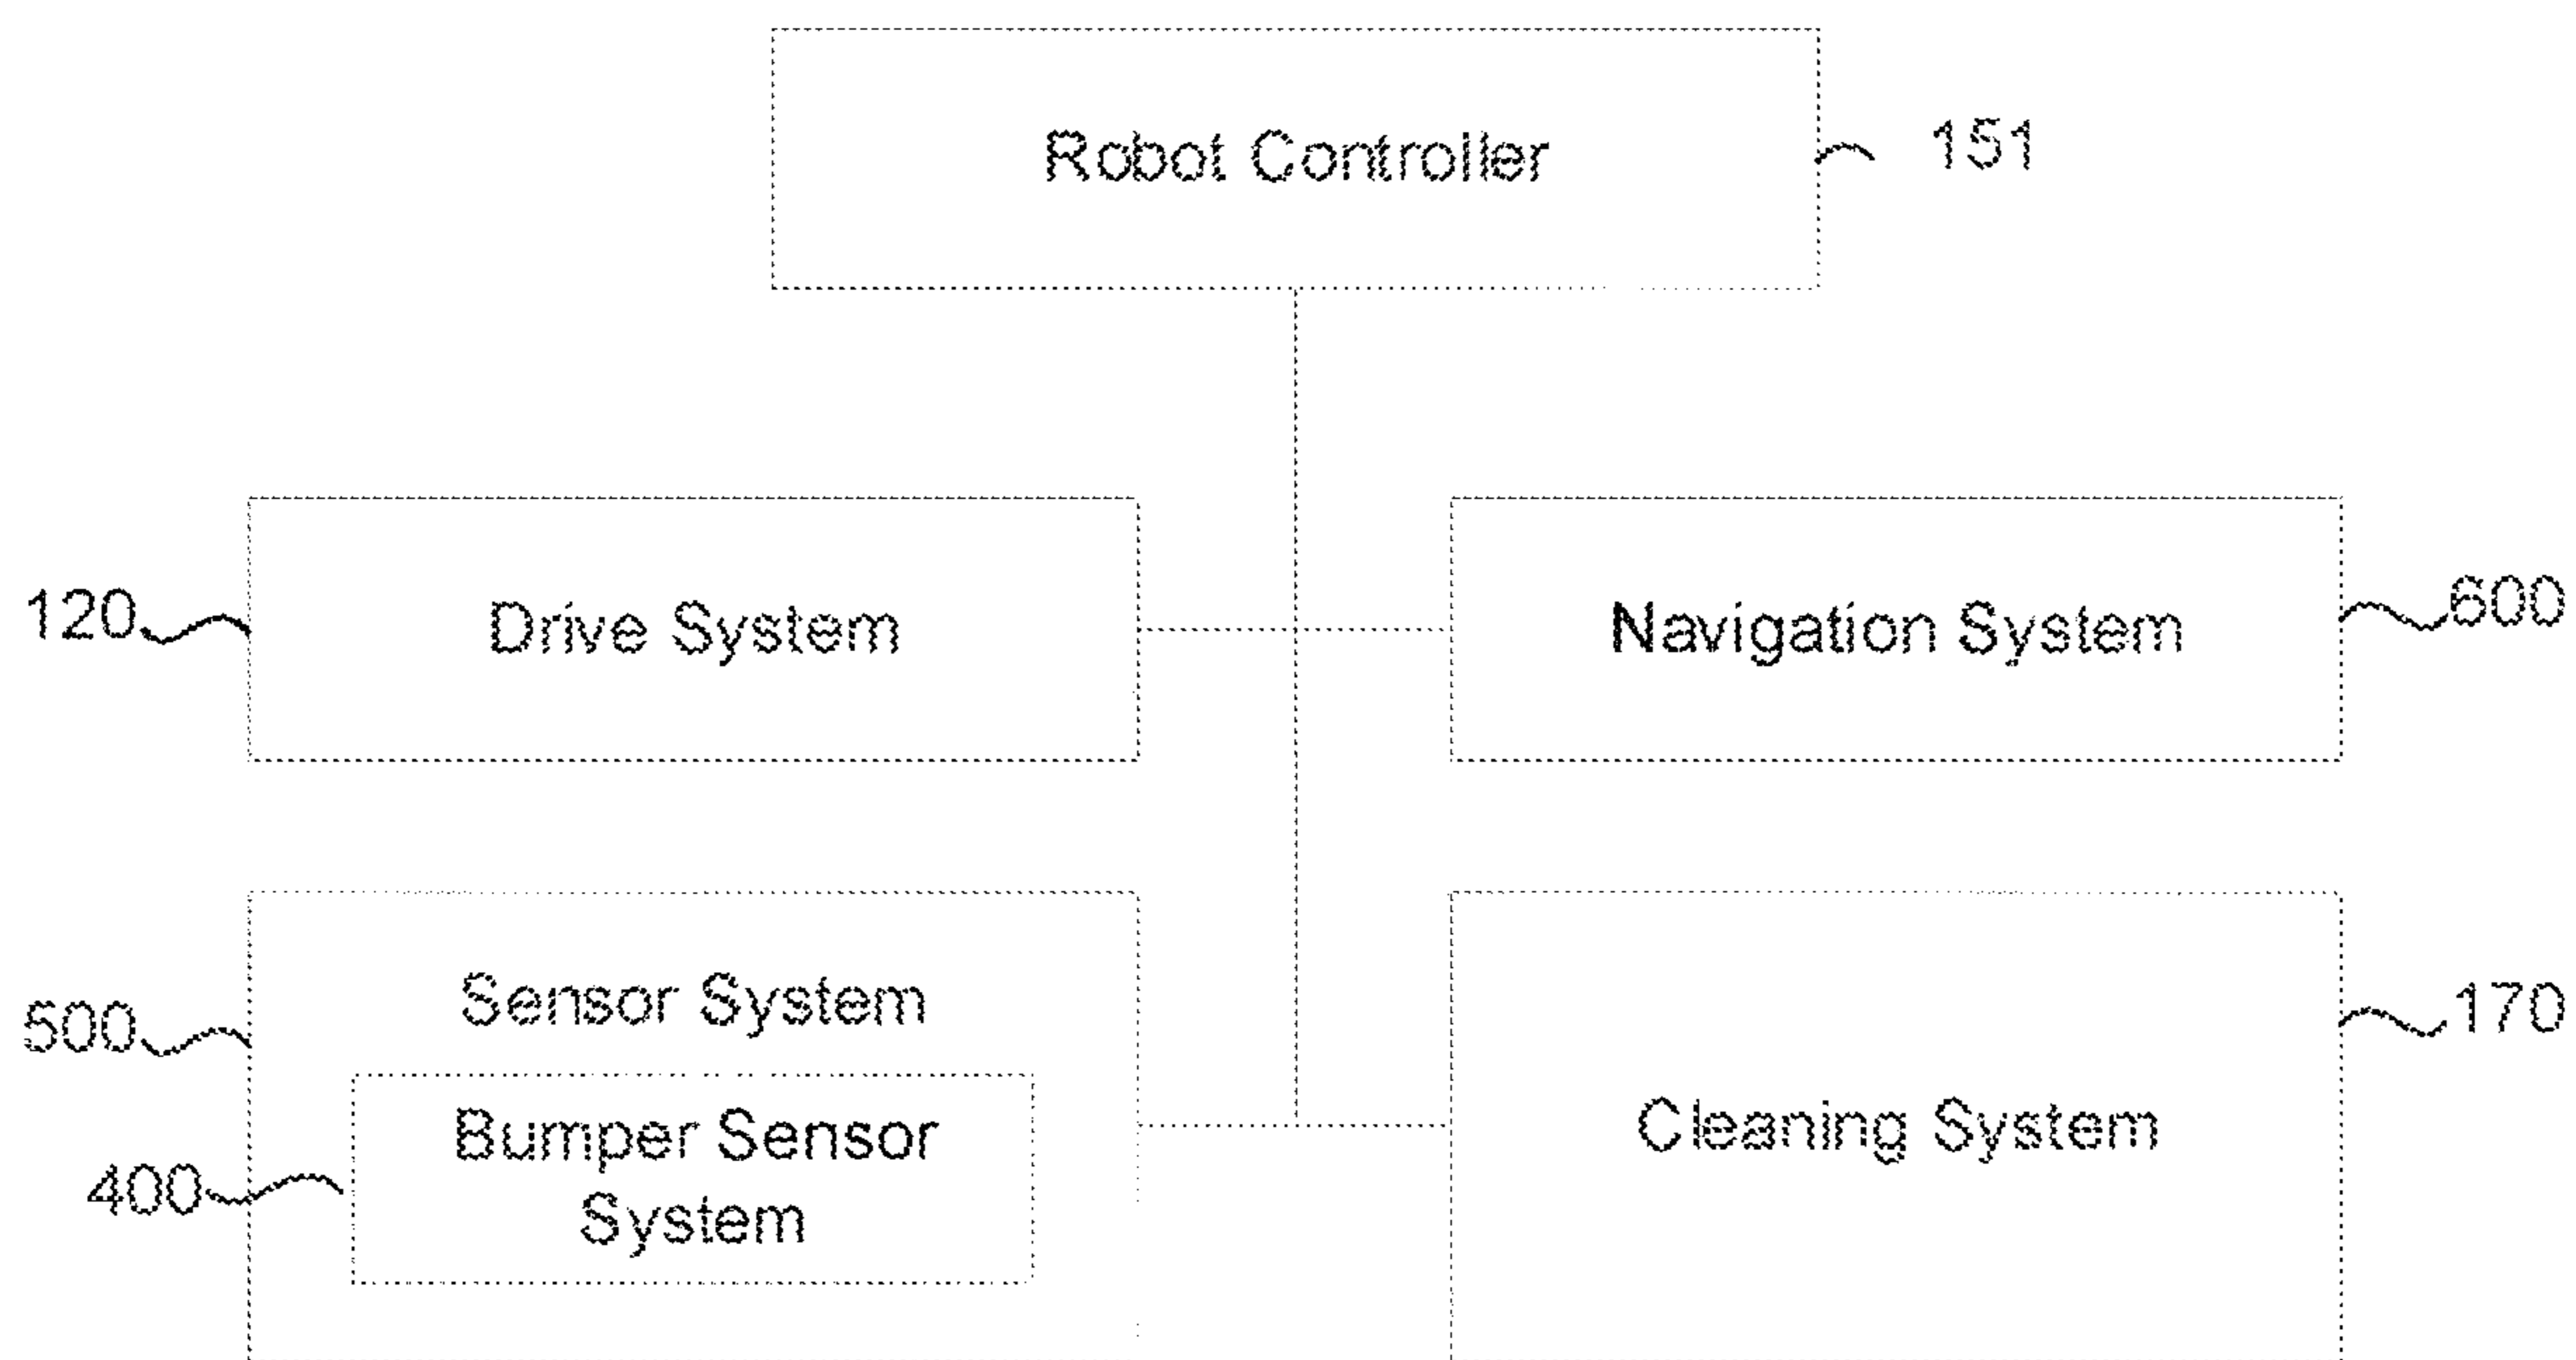 Robot Controller
151
120
Drive System
Navigation System
600
500
Sensor System
170
400
Bumper Sensor
System
Cleaning System